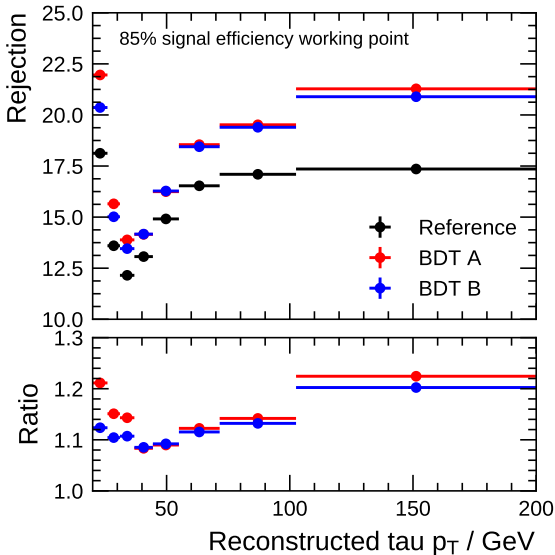 25.0
85% signal efficiency working point
22.5
20.0
17.5
15.0
12.5
10.0
Rejection
Reference
BDT A
BDT B
1.3
1.2
1.1
1.0
Ratio
50
100
150
200
Reconstructed tau pT / GeV